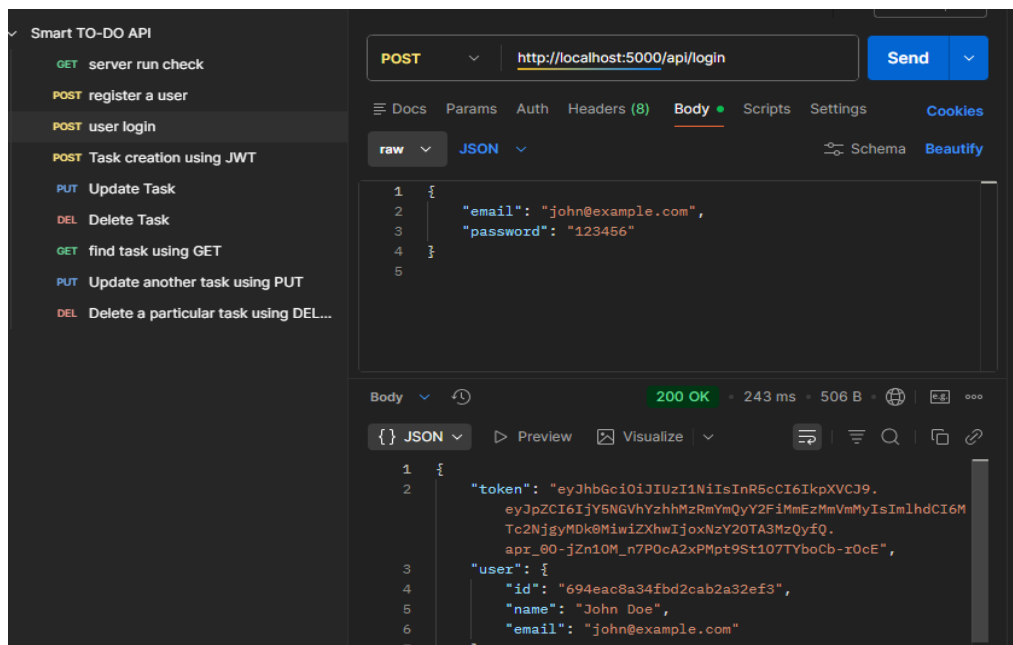 Smart TO-DO API
GET server run check
POST register a user
POST user login
POST Task creation using JWT
PUT Update Task
DEL Delete Task
GET find task using GET
PUT Update another task using PUT
DEL Delete a particular task using DEL...
POST http://localhost:5000/api/login Send
Docs Params Auth Headers (8) Body Scripts Settings Cookies
raw JSON Schema Beautify
1 {
2 "email": "john@example.com",
3 "password": "123456"
4 }
5
Body 200 OK 243 ms 506 B e.g.
{} JSON Preview Visualize
1 {
2 "token": "eyJhbGciOiJIUzI1NiIsInR5cCI6IkpXVCJ9.
eyJpZCI6IjY5NGVhYzhhMzRmYmQyY2FiMmEzMmVmMyIsImlhdCI6M
Tc2NjgyMDk0MiwiZXhwIjoxNzY2OTA3MzQyfQ.
apr_0O-jZn1OM_n7POcA2xPMpt9St1O7TYboCb-rOcE",
3 "user": {
4 "id": "694eac8a34fbd2cab2a32ef3",
5 "name": "John Doe",
6 "email": "john@example.com"